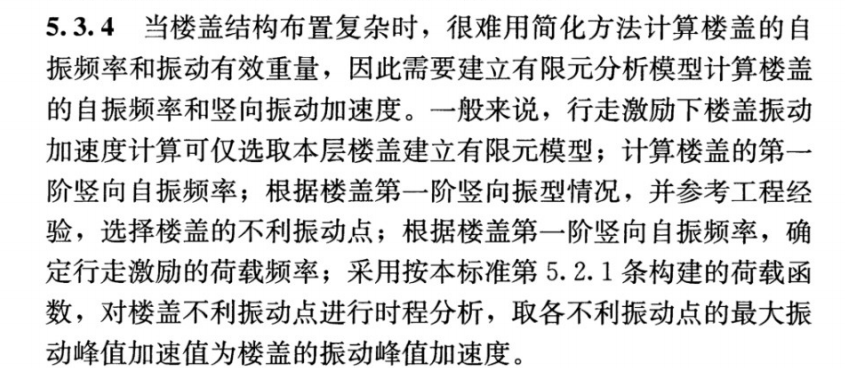 5.3.4 当楼盖结构布置复杂时，很难用简化方法计算楼盖的自
振频率和振动有效重量，因此需要建立有限元分析模型计算楼盖
的自振频率和竖向振动加速度。一般来说，行走激励下楼盖振动
加速度计算可仅选取本层楼盖建立有限元模型；计算楼盖的第一
阶竖向自振频率；根据楼盖第一阶竖向振型情况，并参考工程经
验，选择楼盖的不利振动点；根据楼盖第一阶竖向自振频率，确
定行走激励的荷载频率；采用按本标准第 5.2.1 条构建的荷载函
数，对楼盖不利振动点进行时程分析，取各不利振动点的最大振
动峰值加速值为楼盖的振动峰值加速度。